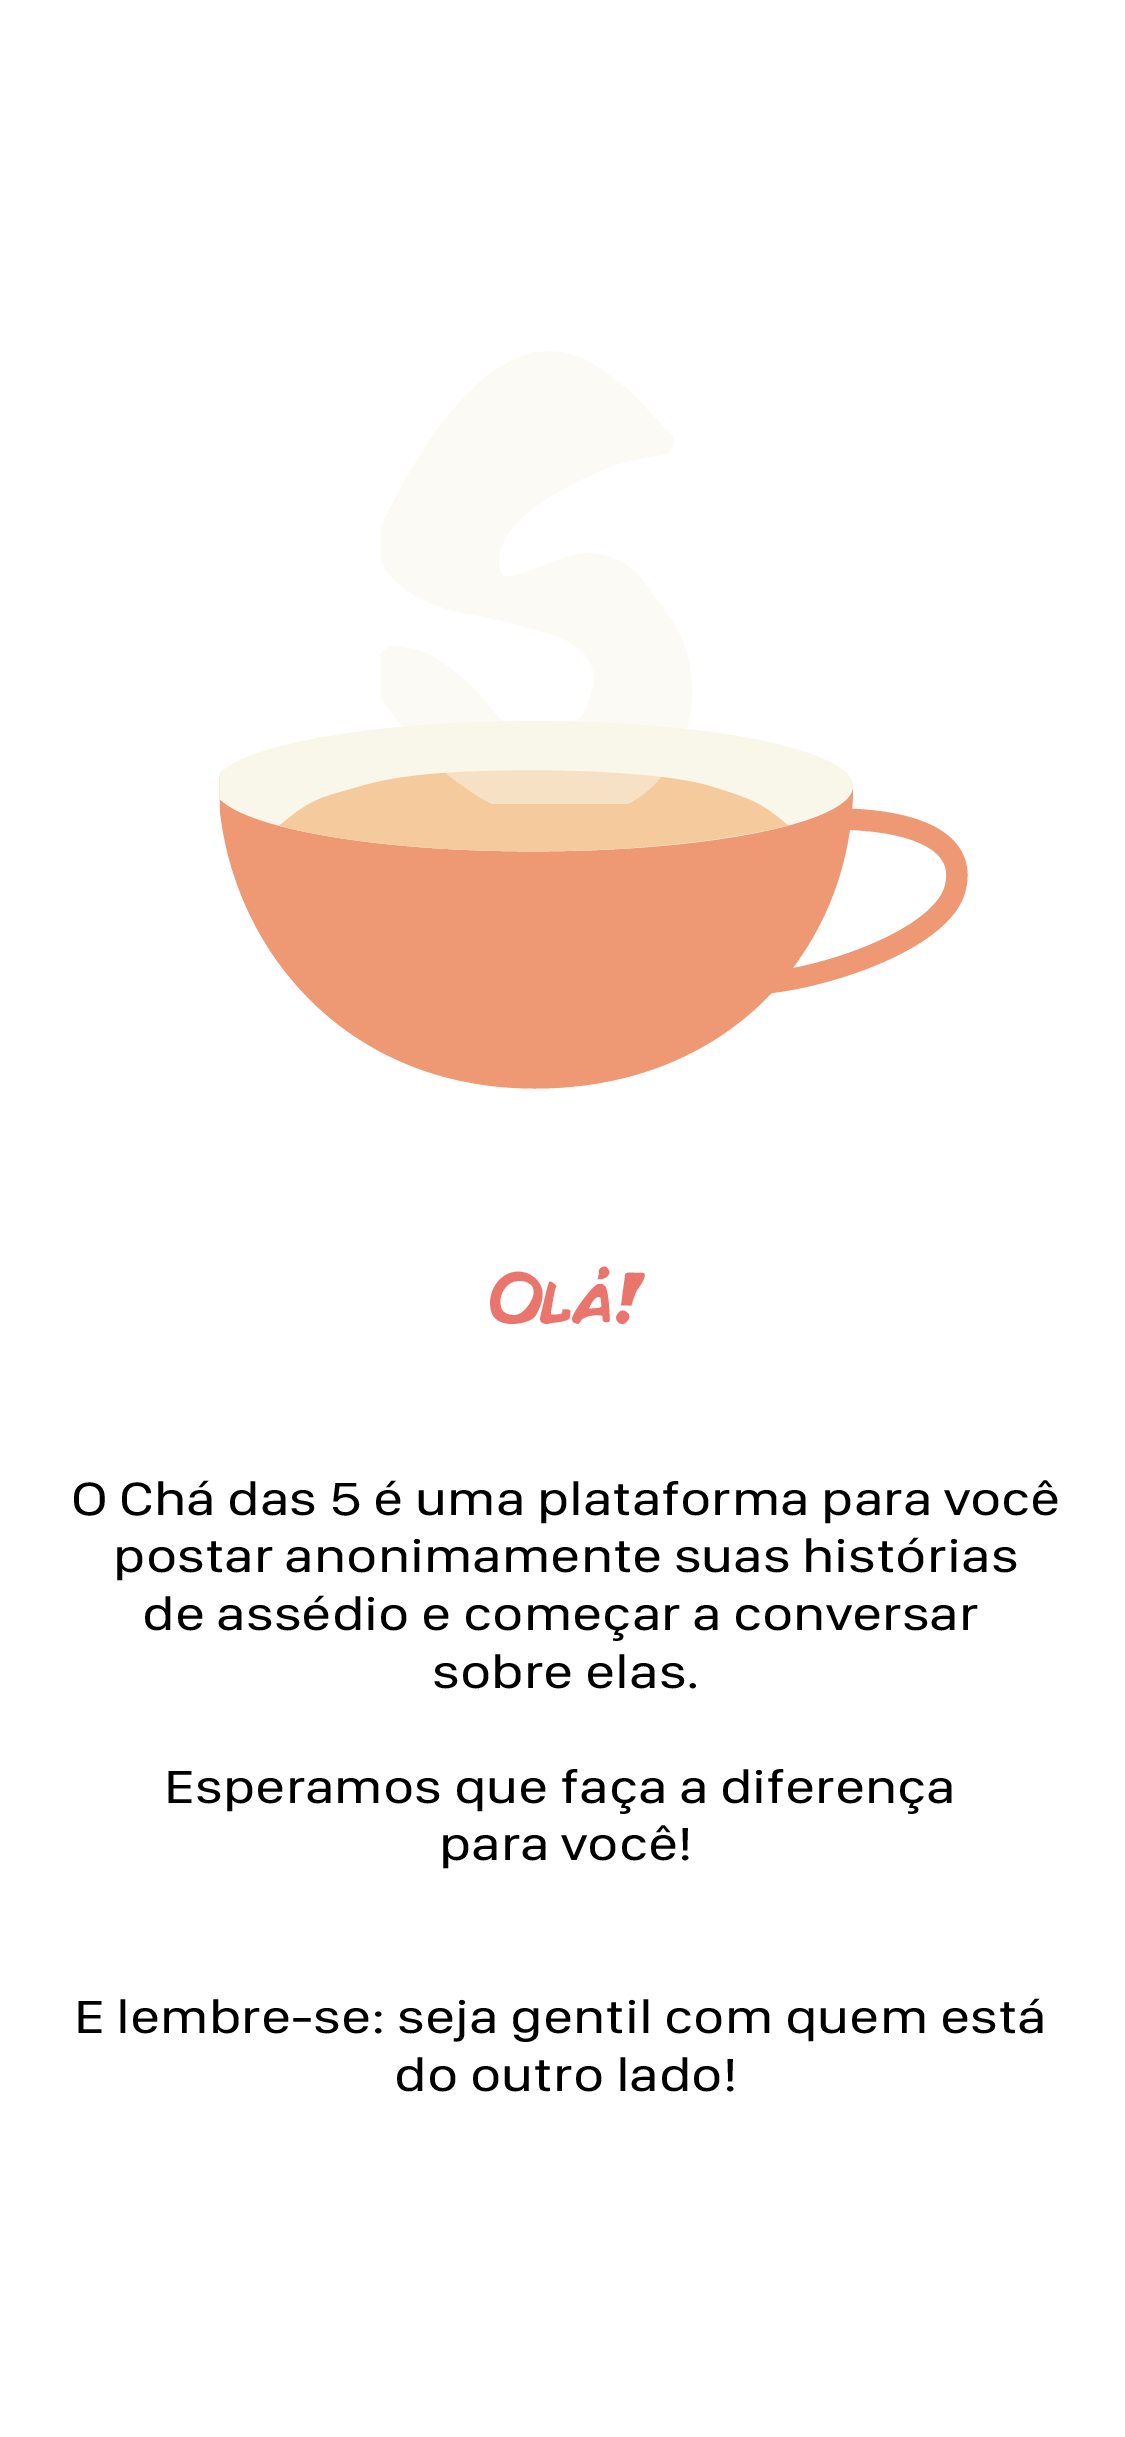 Olá!
O Chá das 5 é uma plataforma para você
postar anonimamente suas histórias
de assédio e começar a conversar
sobre elas.
Esperamos que faça a diferença
para você!
E lembre-se: seja gentil com quem está
do outro lado!